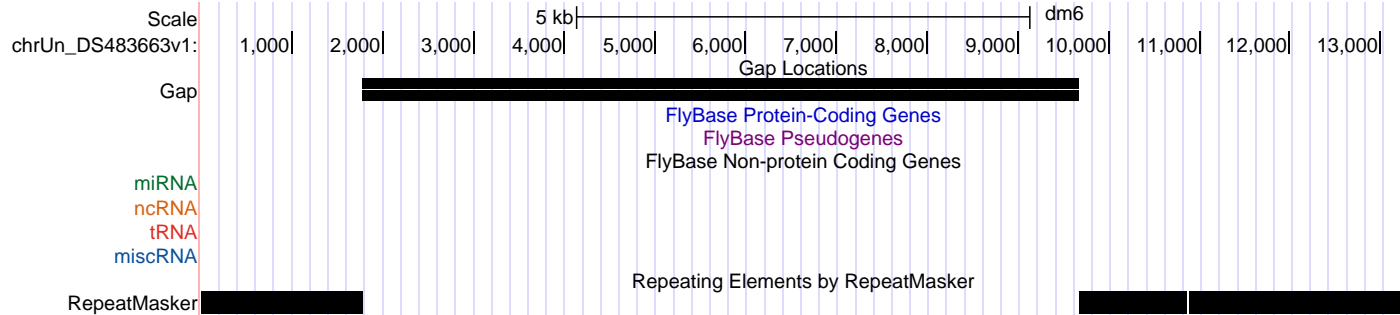 Scale 5 kb dm6
chrUn_DS483663v1: 1,000 2,000 3,000 4,000 5,000 6,000 7,000 8,000 9,000 10,000 11,000 12,000 13,000
Gap Locations
Gap
FlyBase Protein-Coding Genes
FlyBase Pseudogenes
FlyBase Non-protein Coding Genes
miRNA
ncRNA
tRNA
miscRNA
Repeating Elements by RepeatMasker
RepeatMasker